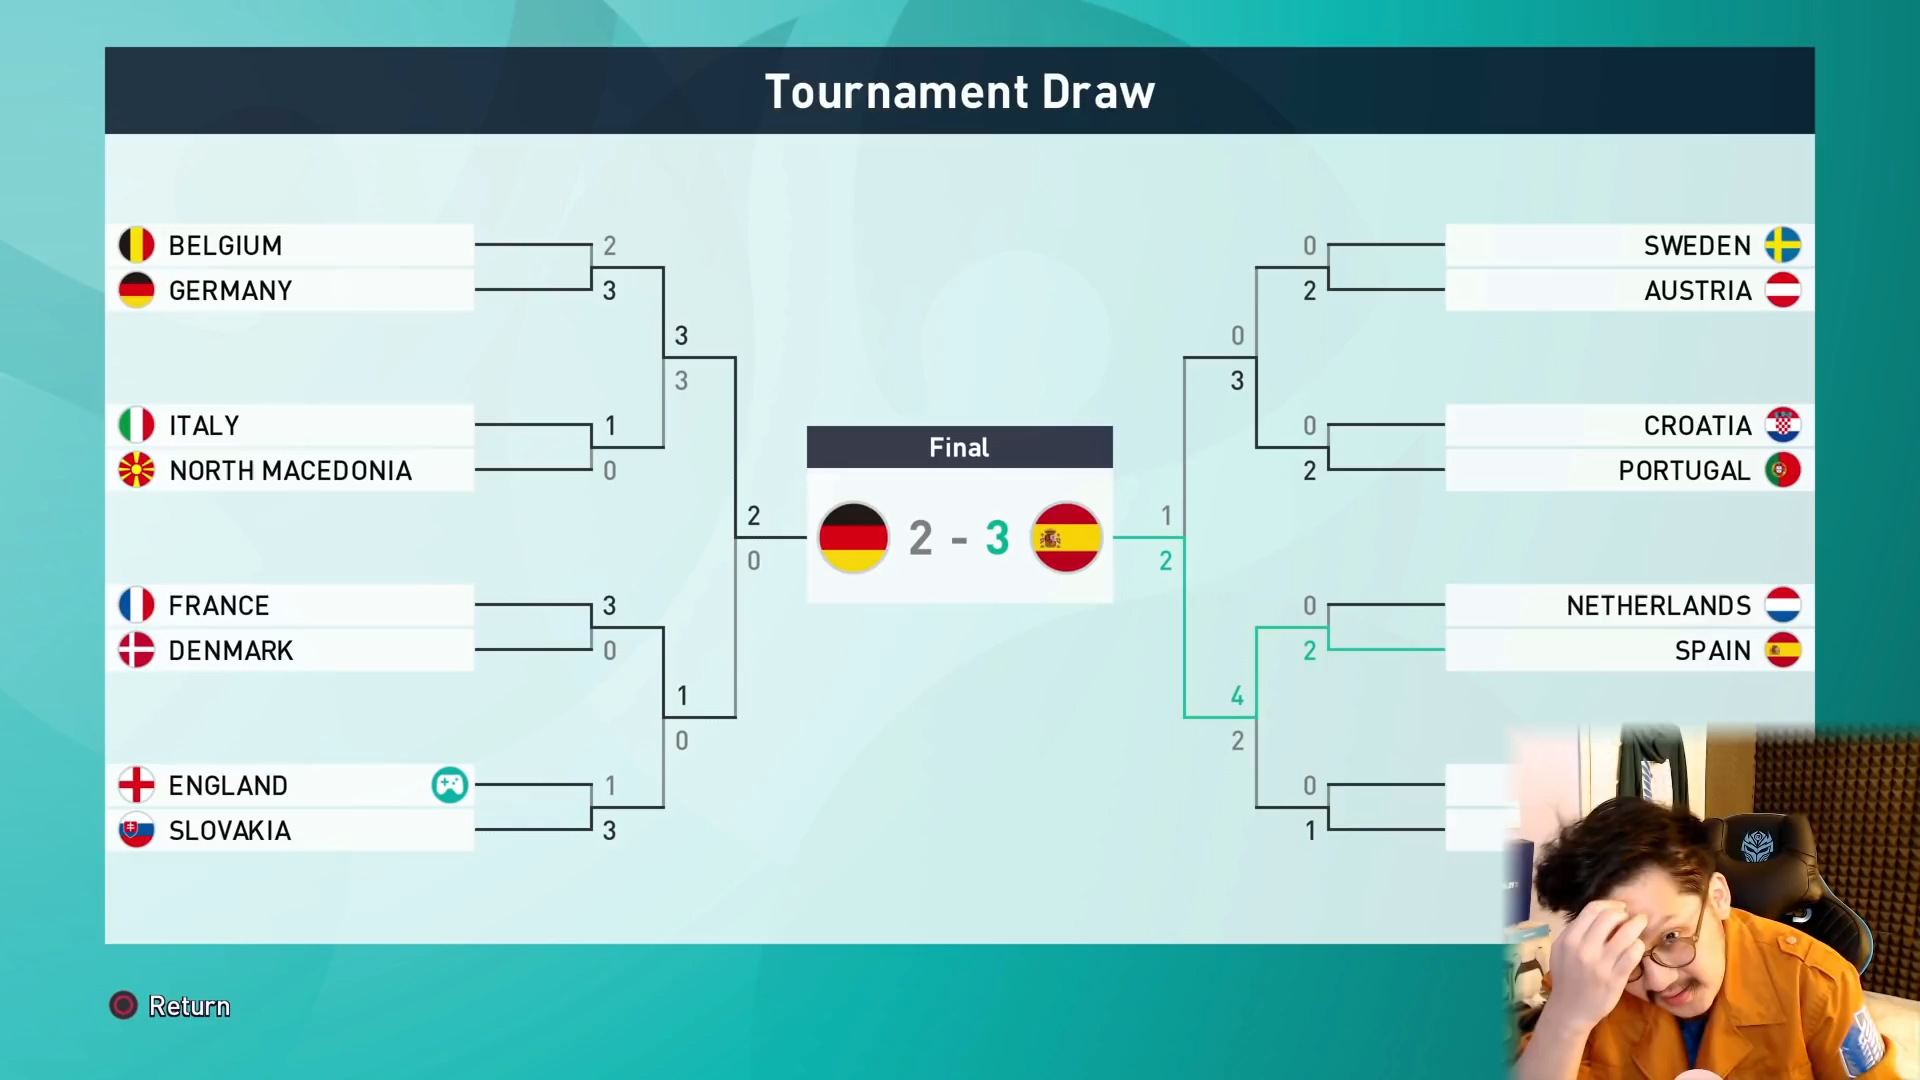 Tournament Draw
BELGIUM 2
GERMANY 3
3
3
ITALY 1
NORTH MACEDONIA 0
2
0
FRANCE 3
DENMARK 0
1
0
ENGLAND 1
SLOVAKIA 3
Final
2 - 3
0 SWEDEN
2 AUSTRIA
0
3
0 CROATIA
2 PORTUGAL
1
2
0 NETHERLANDS
2 SPAIN
4
2
0
1
Return